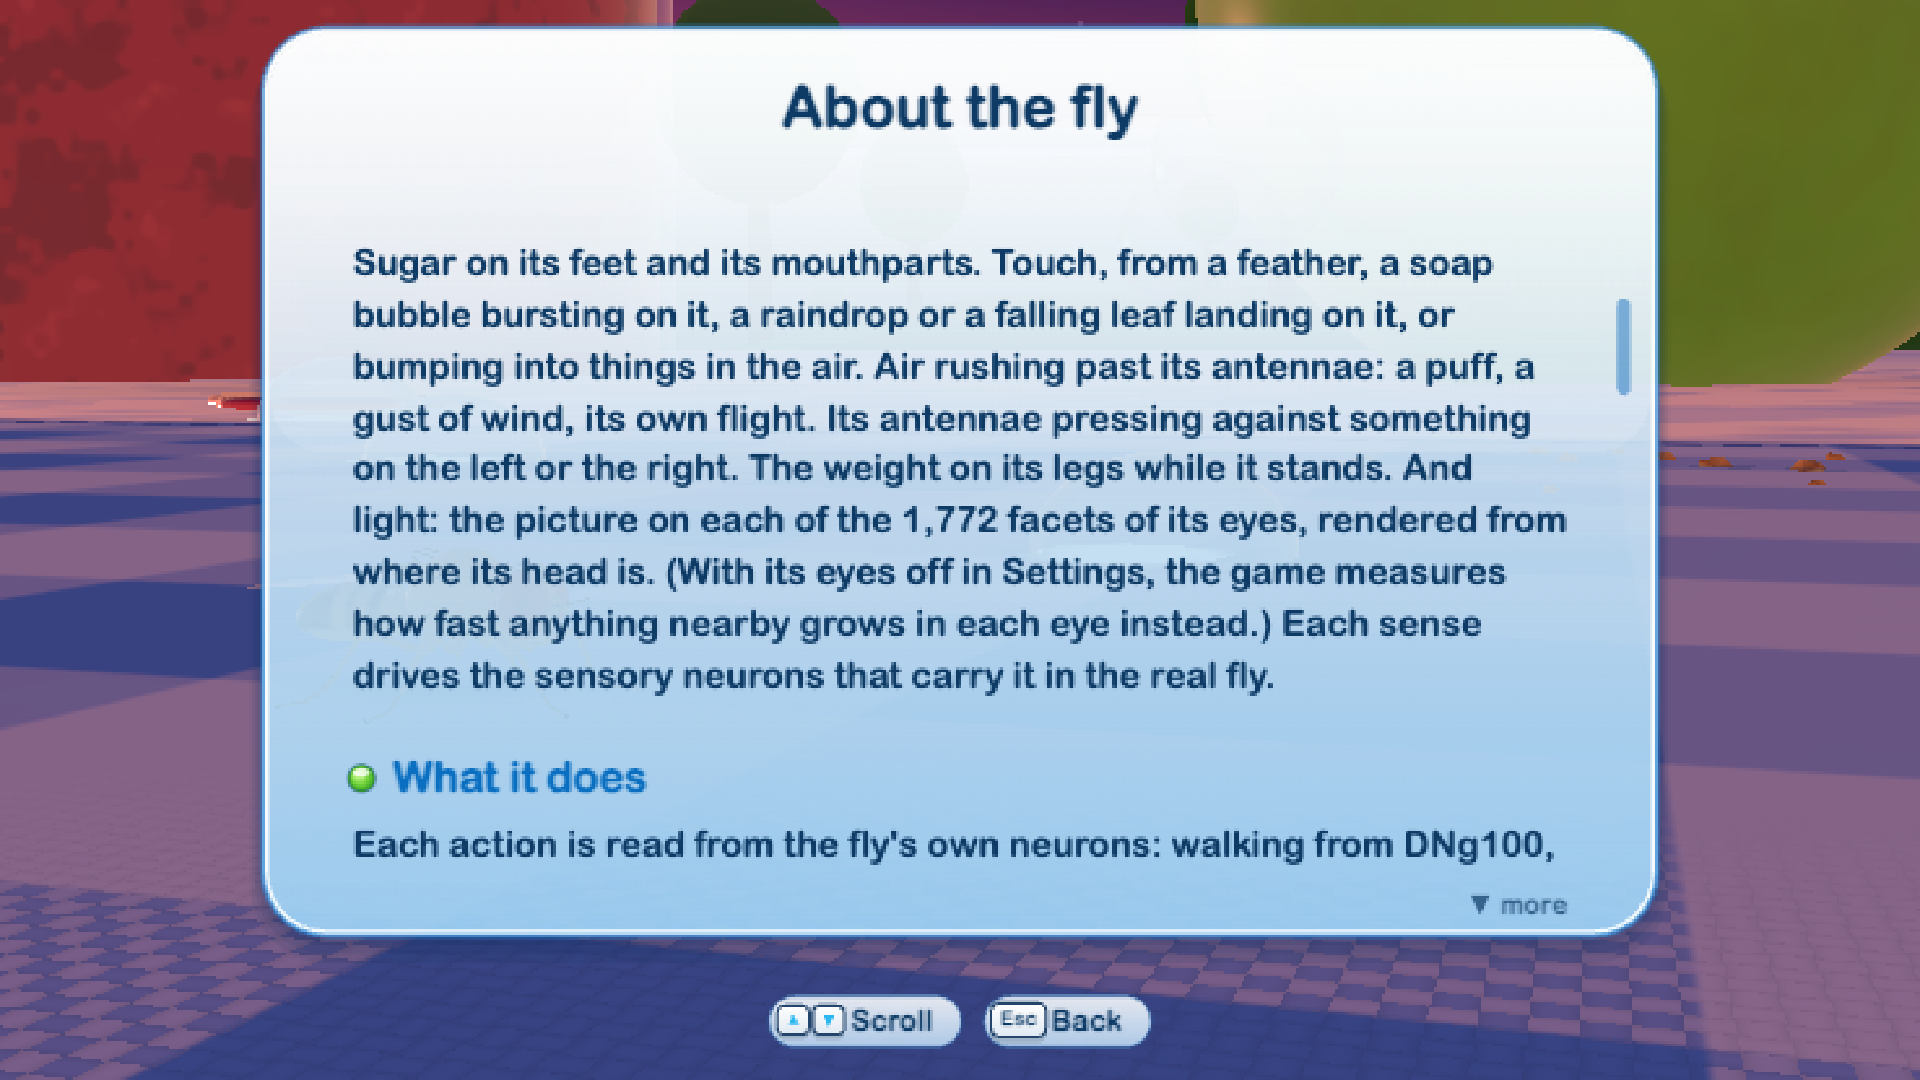 About the fly
Sugar on its feet and its mouthparts. Touch, from a feather, a soap
bubble bursting on it, a raindrop or a falling leaf landing on it, or
bumping into things in the air. Air rushing past its antennae: a puff, a
gust of wind, its own flight. Its antennae pressing against something
on the left or the right. The weight on its legs while it stands. And
light: the picture on each of the 1,772 facets of its eyes, rendered from
where its head is. (With its eyes off in Settings, the game measures
how fast anything nearby grows in each eye instead.) Each sense
drives the sensory neurons that carry it in the real fly.
What it does
Each action is read from the fly's own neurons: walking from DNg100,
▼ more
▲ ▼ Scroll
Esc Back